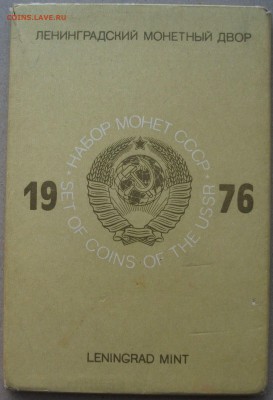 COINS.LAVE.RU
ЛЕНИНГРАДСКИЙ МОНЕТНЫЙ ДВОР
• НАБОР МОНЕТ СССР •
19 76
SET OF COINS OF THE USSR
LENINGRAD MINT